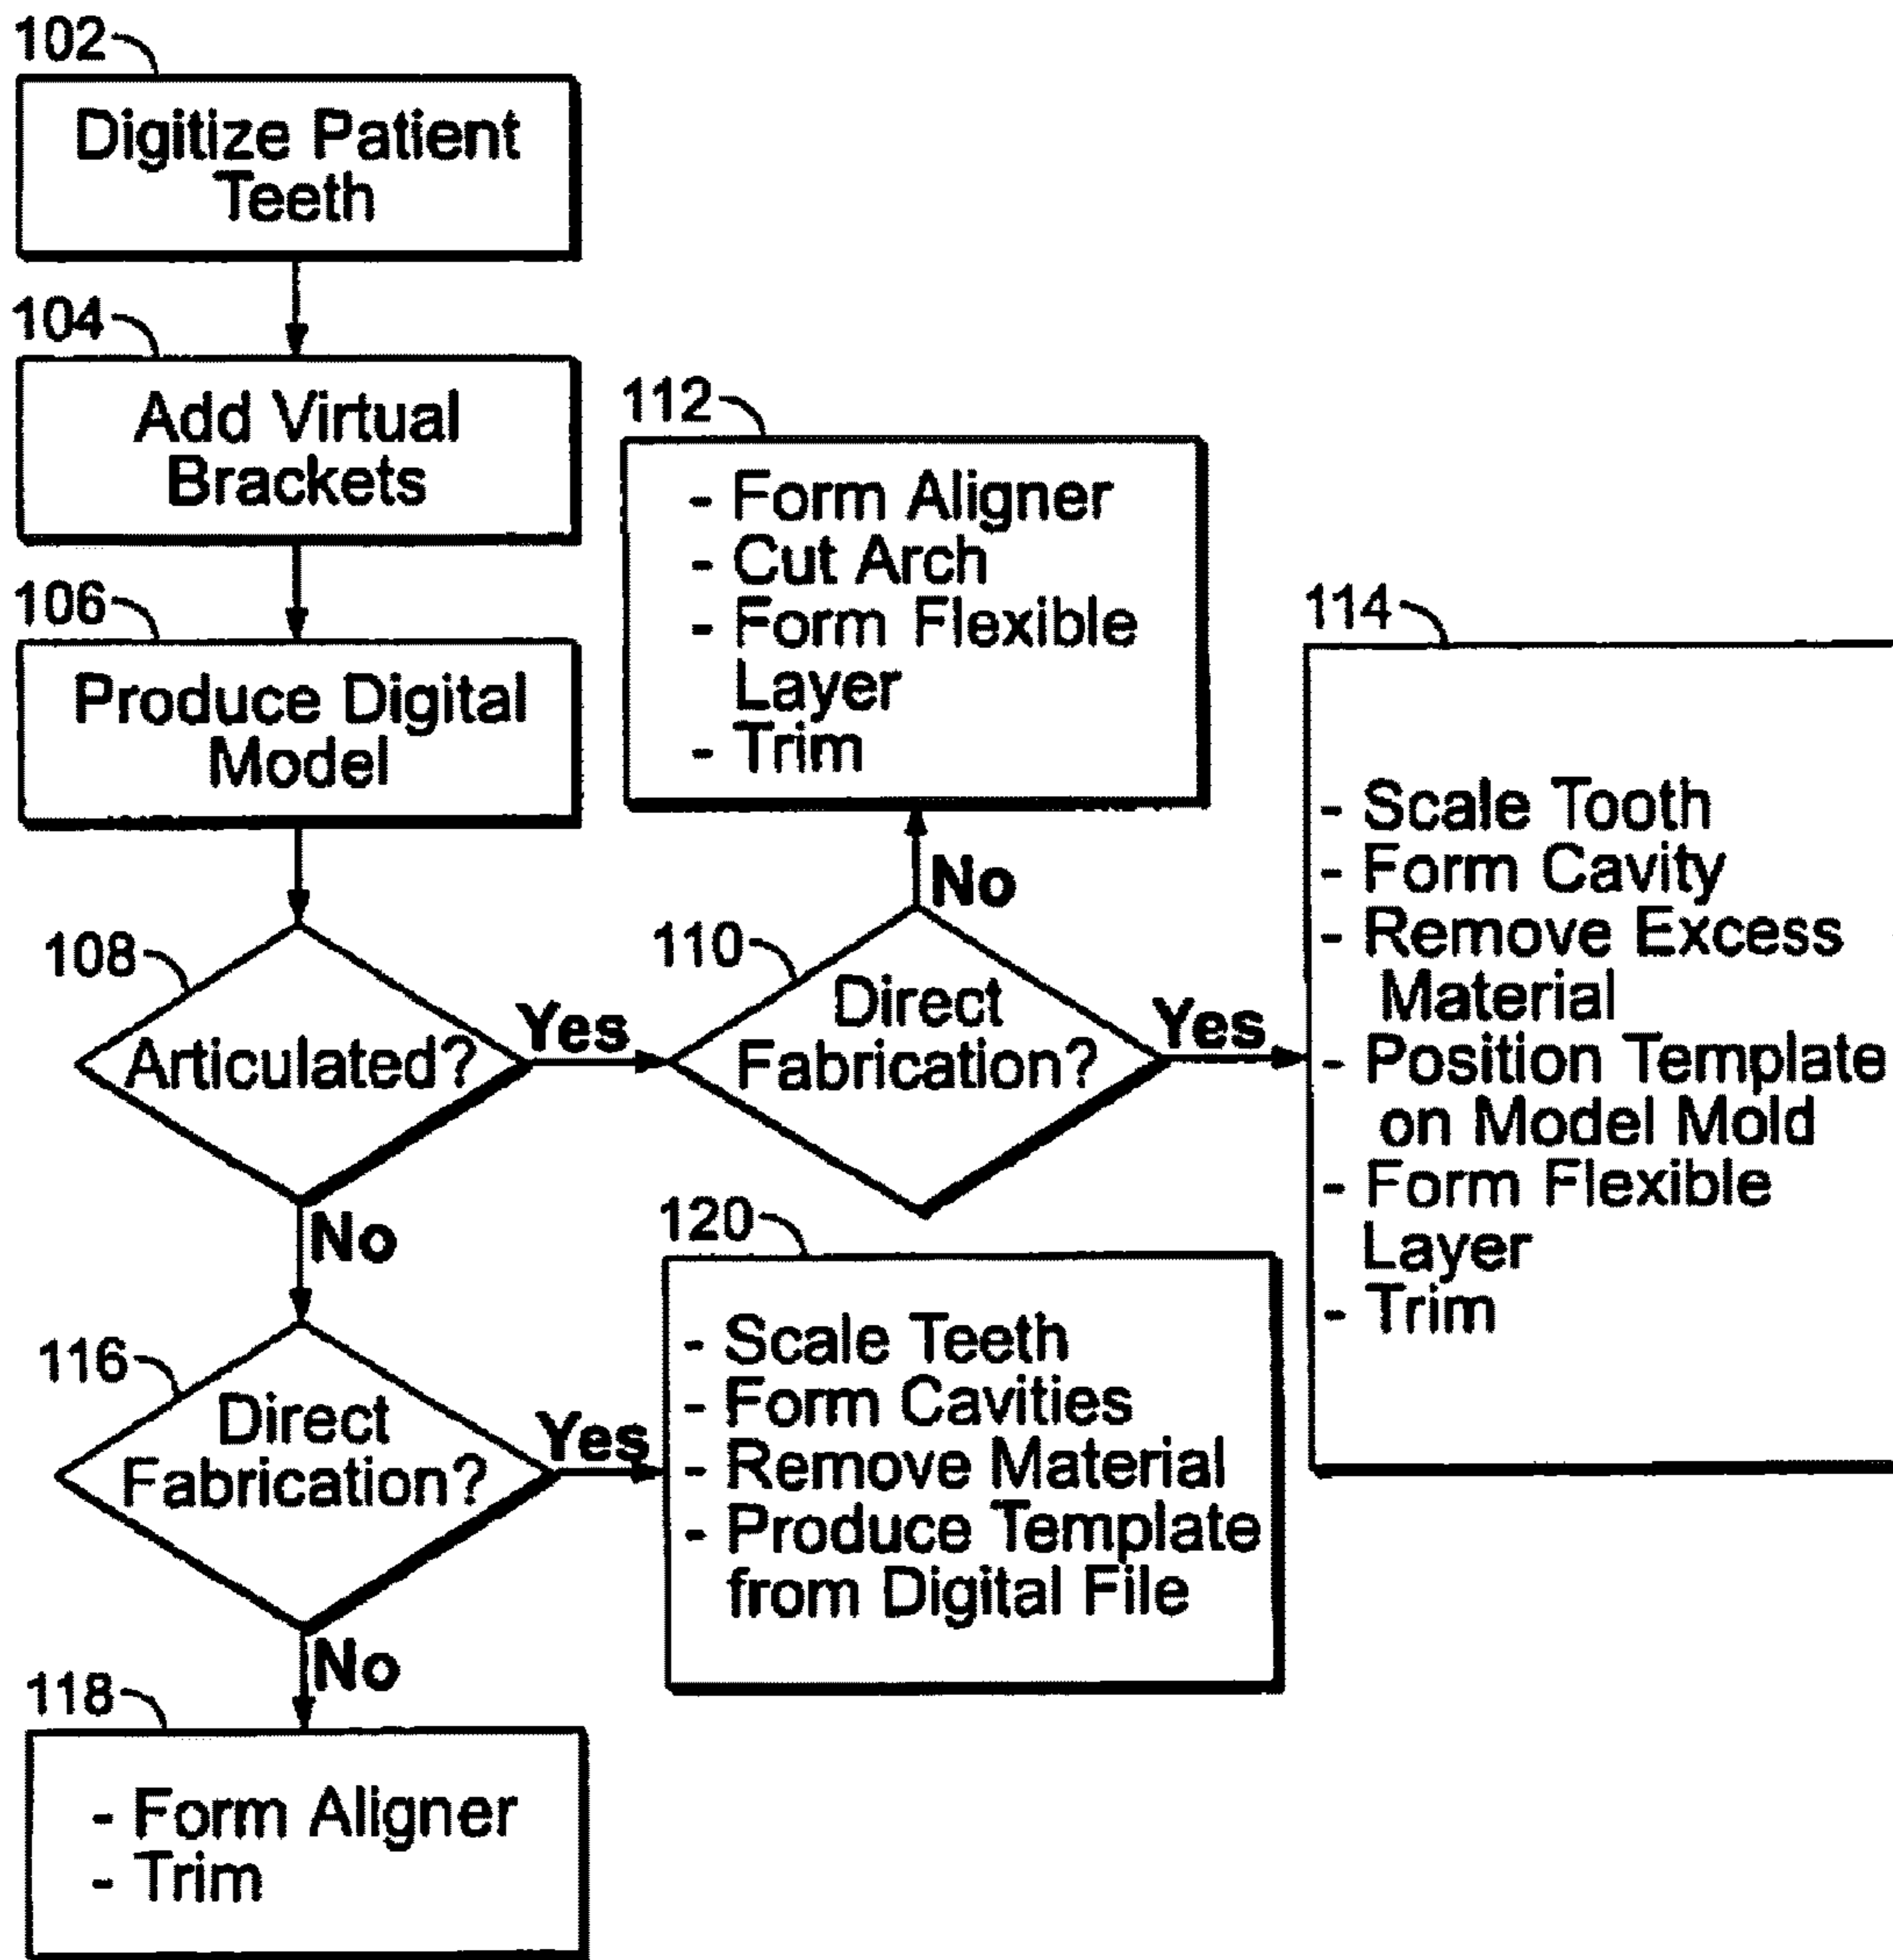 102
Digitize Patient
Teeth
104
Add Virtual
Brackets
106
Produce Digital
Model
108
Articulated?
Yes
No
110
Direct
Fabrication?
No
Yes
112
- Form Aligner
- Cut Arch
- Form Flexible
Layer
- Trim
114
- Scale Tooth
- Form Cavity
- Remove Excess
Material
- Position Template
on Model Mold
- Form Flexible
Layer
- Trim
116
Direct
Fabrication?
Yes
No
120
- Scale Teeth
- Form Cavities
- Remove Material
- Produce Template
from Digital File
118
- Form Aligner
- Trim